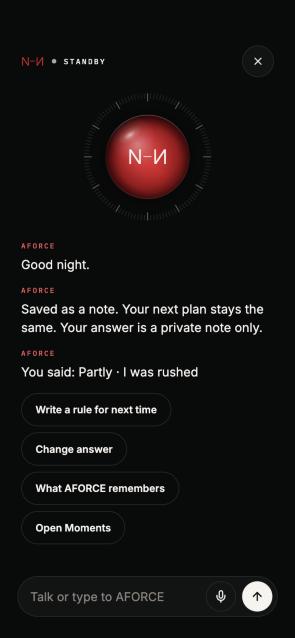 N–И • STANDBY
N–И
AFORCE
Good night.
AFORCE
Saved as a note. Your next plan stays the
same. Your answer is a private note only.
AFORCE
You said: Partly · I was rushed
Write a rule for next time
Change answer
What AFORCE remembers
Open Moments
Talk or type to AFORCE